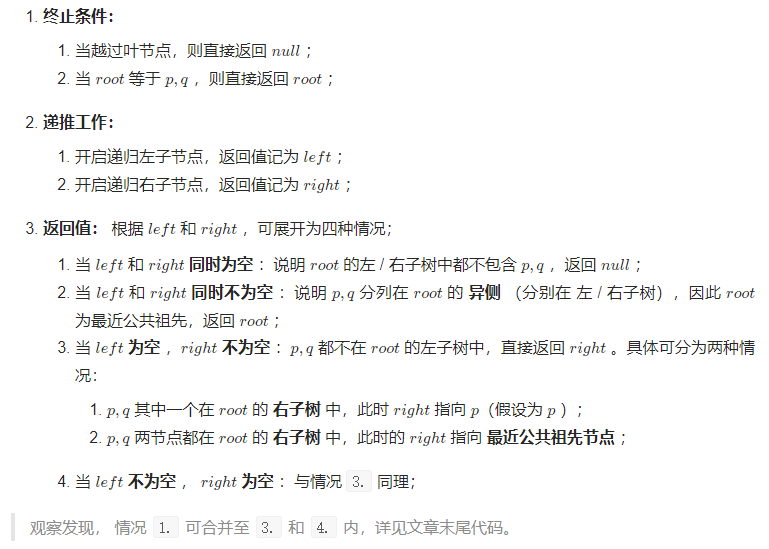 1. 终止条件：
1. 当越过叶节点，则直接返回 null ；
2. 当 root 等于 p, q ，则直接返回 root ；
2. 递推工作：
1. 开启递归左子节点，返回值记为 left ；
2. 开启递归右子节点，返回值记为 right ；
3. 返回值： 根据 left 和 right ，可展开为四种情况；
1. 当 left 和 right 同时为空 ：说明 root 的左 / 右子树中都不包含 p, q ，返回 null ；
2. 当 left 和 right 同时不为空 ：说明 p, q 分列在 root 的 异侧 （分别在 左 / 右子树），因此 root
为最近公共祖先，返回 root ；
3. 当 left 为空 ，right 不为空 ：p, q 都不在 root 的左子树中，直接返回 right 。具体可分为两种情
况：
1. p, q 其中一个在 root 的 右子树 中，此时 right 指向 p（假设为 p ）；
2. p, q 两节点都在 root 的 右子树 中，此时的 right 指向 最近公共祖先节点 ；
4. 当 left 不为空 ， right 为空 ：与情况 3. 同理；
观察发现， 情况 1. 可合并至 3. 和 4. 内，详见文章末尾代码。